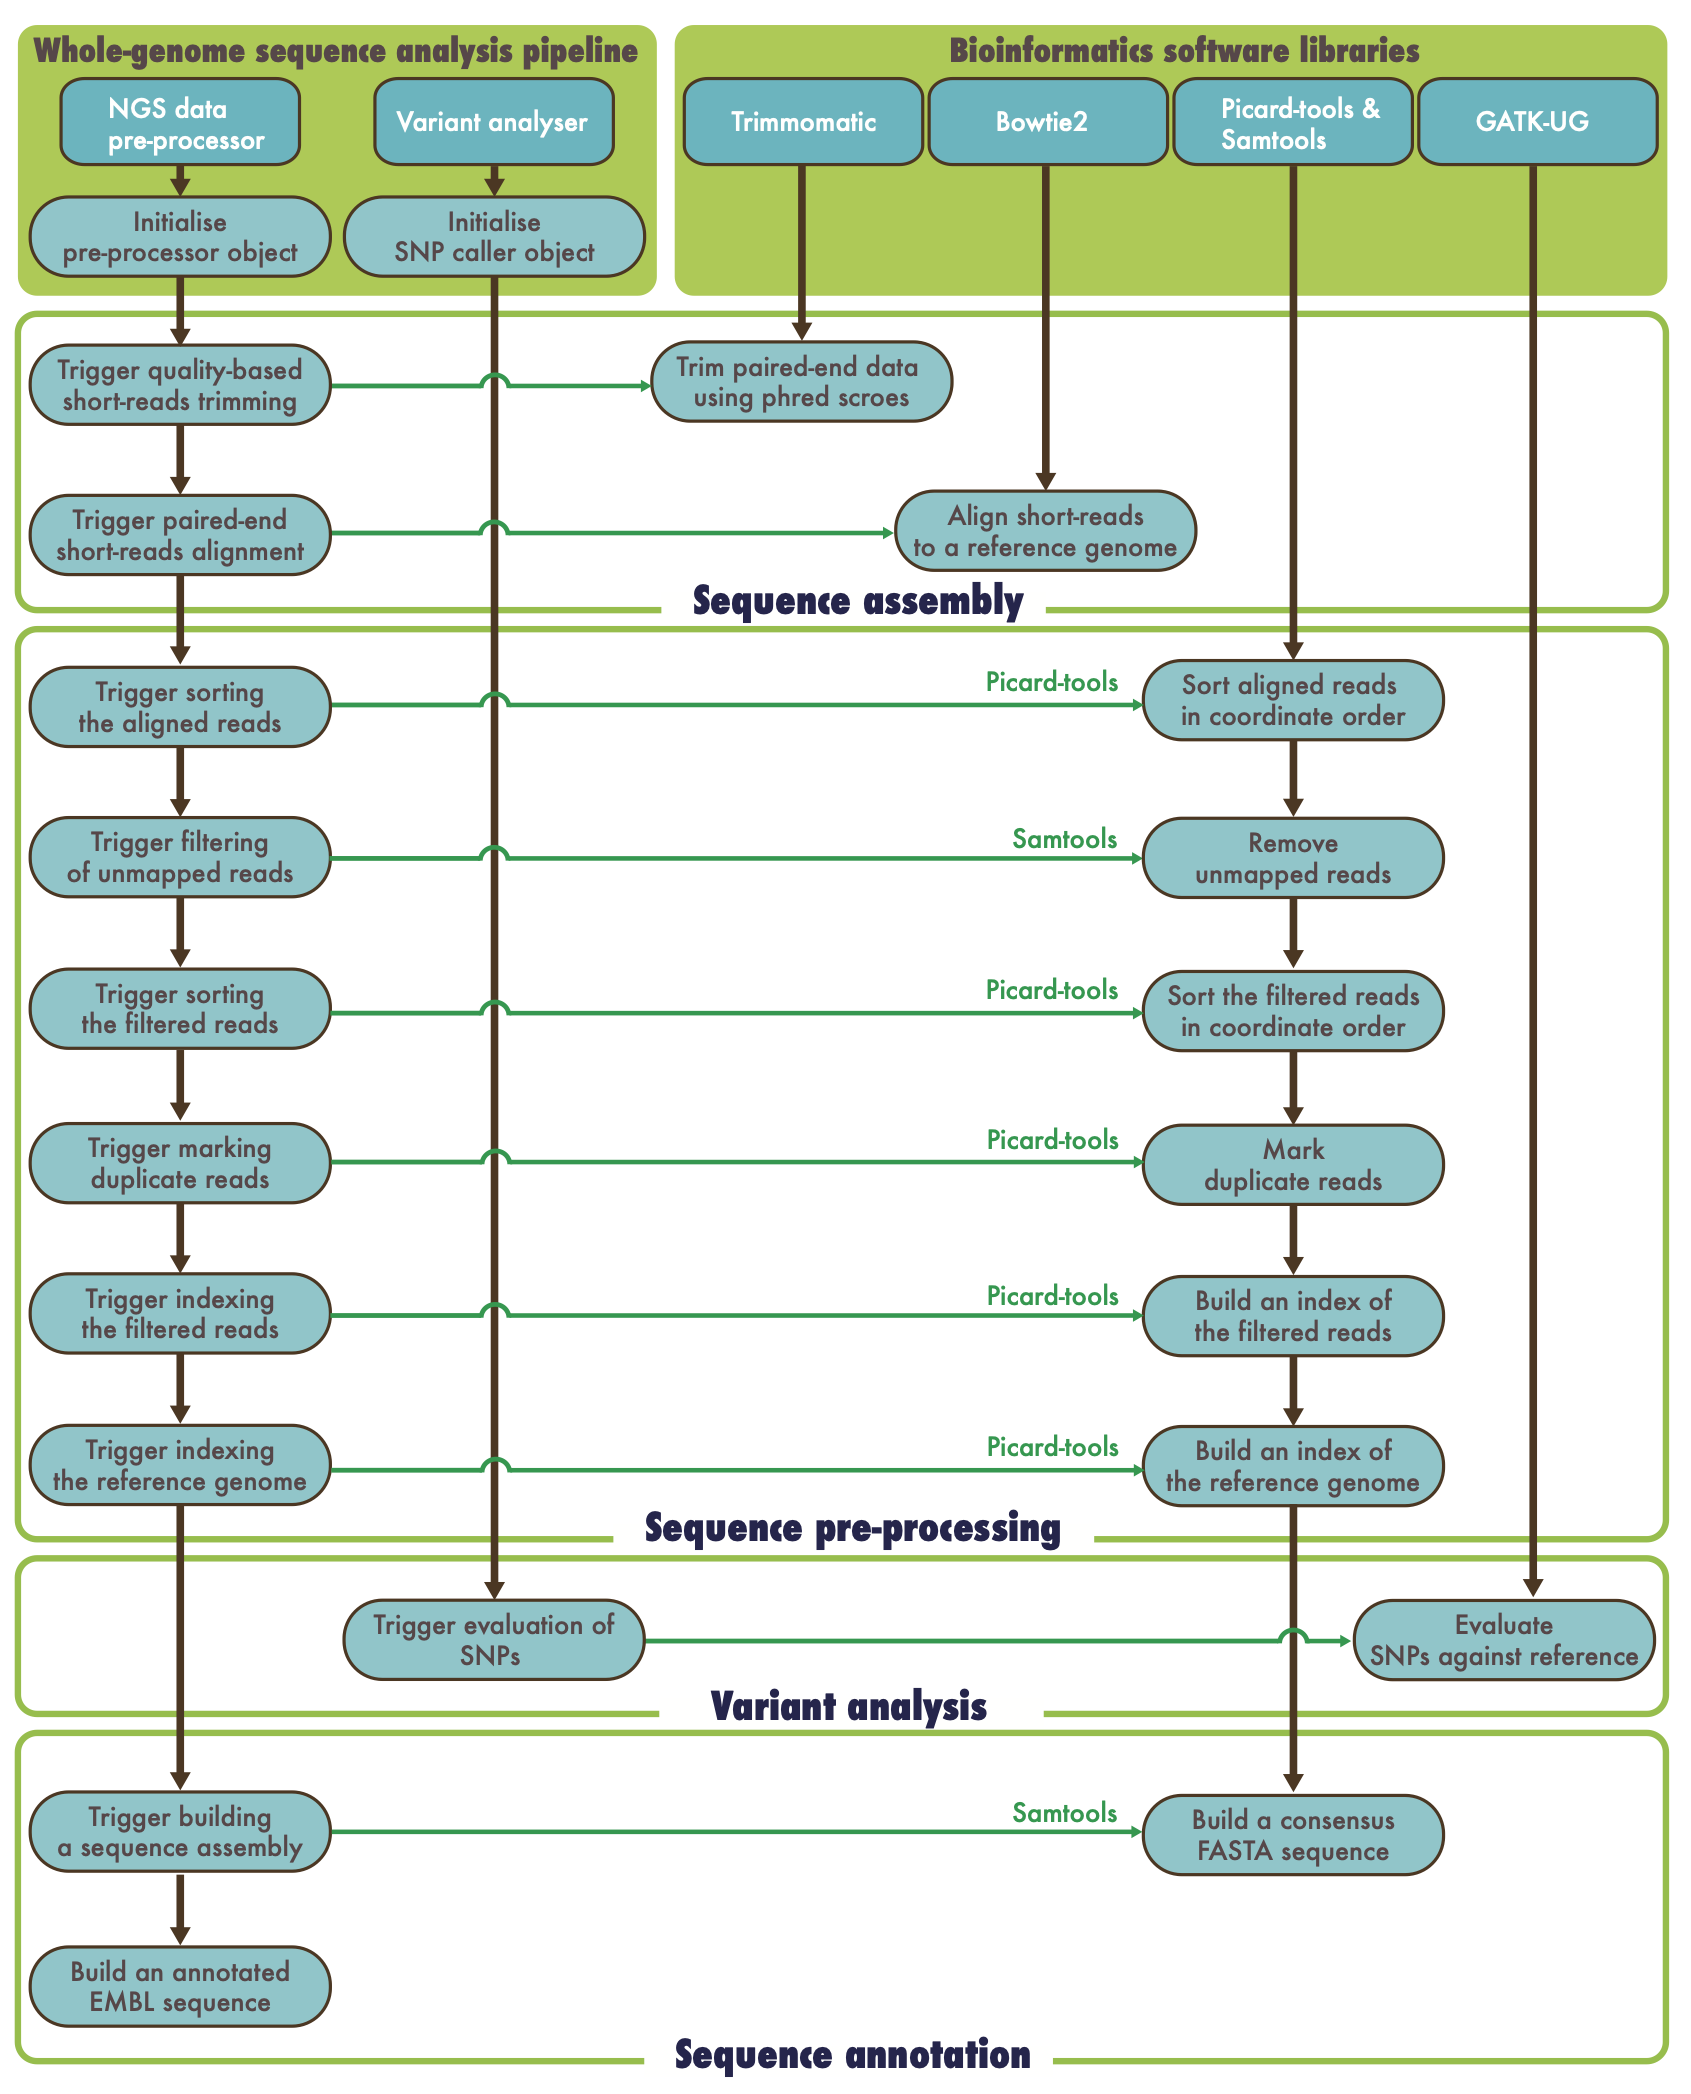 Whole-genome sequence analysis pipeline
Bioinformatics software libraries
NGS data
pre-processor
Variant analyser
Trimmomatic
Bowtie2
Picard-tools &
Samtools
GATK-UG
Initialise
pre-processor object
Initialise
SNP caller object
Trigger quality-based
short-reads trimming
Trim paired-end data
using phred scroes
Trigger paired-end
short-reads alignment
Align short-reads
to a reference genome
Sequence assembly
Trigger sorting
the aligned reads
Picard-tools
Sort aligned reads
in coordinate order
Trigger filtering
of unmapped reads
Samtools
Remove
unmapped reads
Trigger sorting
the filtered reads
Picard-tools
Sort the filtered reads
in coordinate order
Trigger marking
duplicate reads
Picard-tools
Mark
duplicate reads
Trigger indexing
the filtered reads
Picard-tools
Build an index of
the filtered reads
Trigger indexing
the reference genome
Picard-tools
Build an index of
the reference genome
Sequence pre-processing
Trigger evaluation of
SNPs
Evaluate
SNPs against reference
Variant analysis
Trigger building
a sequence assembly
Samtools
Build a consensus
FASTA sequence
Build an annotated
EMBL sequence
Sequence annotation